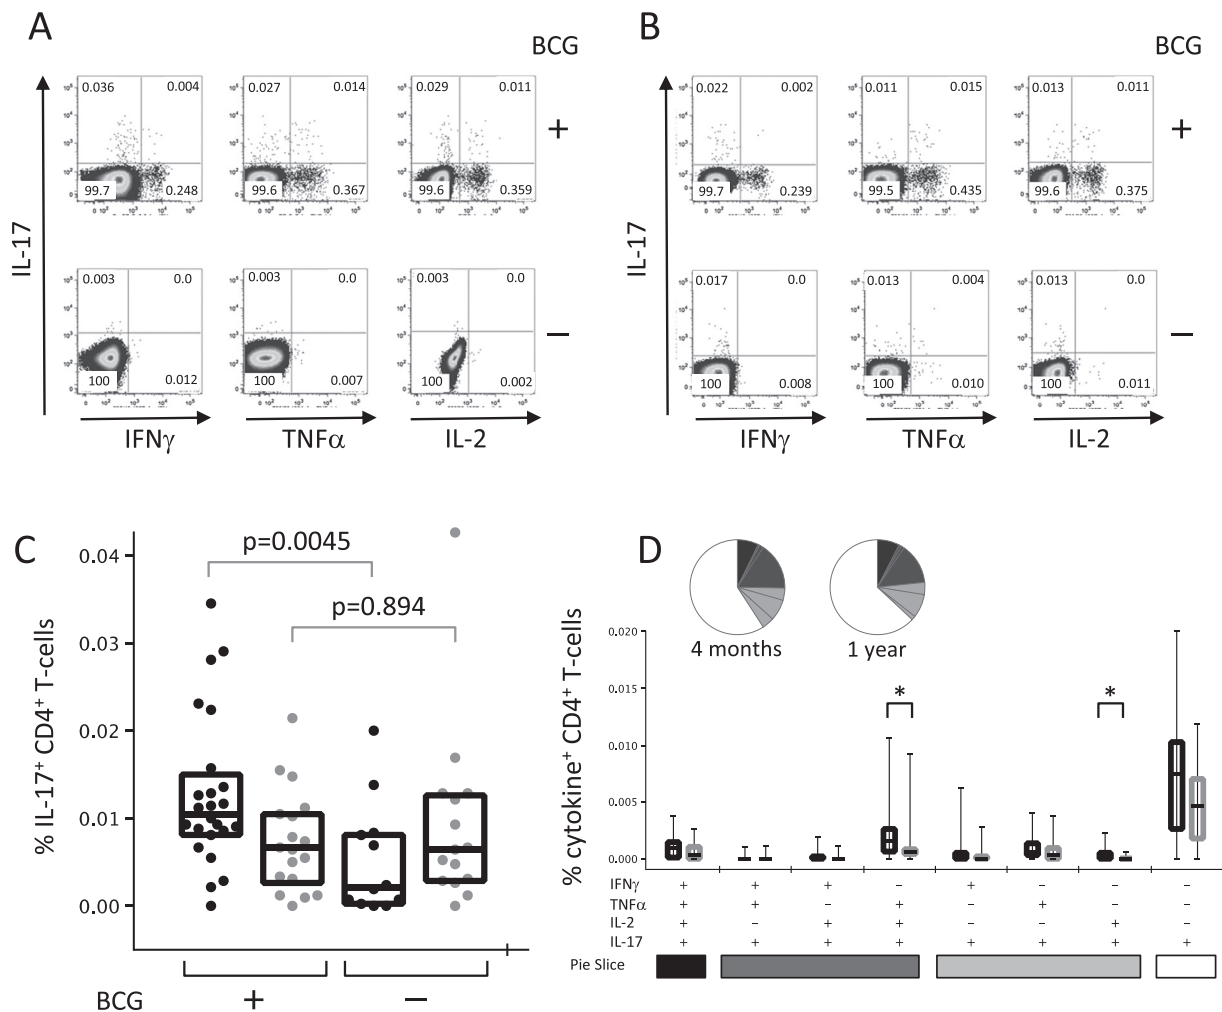 A
BCG
IL-17
0.036 0.004
0.027 0.014
0.029 0.011
+
99.7 0.248
99.6 0.367
99.6 0.359
0.003 0.0
0.003 0.0
0.003 0.0
−
100 0.012
100 0.007
100 0.002
IFNγ TNFα IL-2
B
BCG
IL-17
0.022 0.002
0.011 0.015
0.013 0.011
+
99.7 0.239
99.5 0.435
99.6 0.375
0.017 0.0
0.013 0.004
0.013 0.0
−
100 0.008
100 0.010
100 0.011
IFNγ TNFα IL-2
C
% IL-17⁺ CD4⁺ T-cells
0.04
0.03
0.02
0.01
0.00
p=0.0045
p=0.894
BCG + −
D
4 months 1 year
% cytokine⁺ CD4⁺ T-cells
0.020
0.015
0.010
0.005
0.000
* *
IFNγ + + + − + − − −
TNFα + + − + − + − −
IL-2 + − + + − − + −
IL-17 + + + + + + + +
Pie Slice